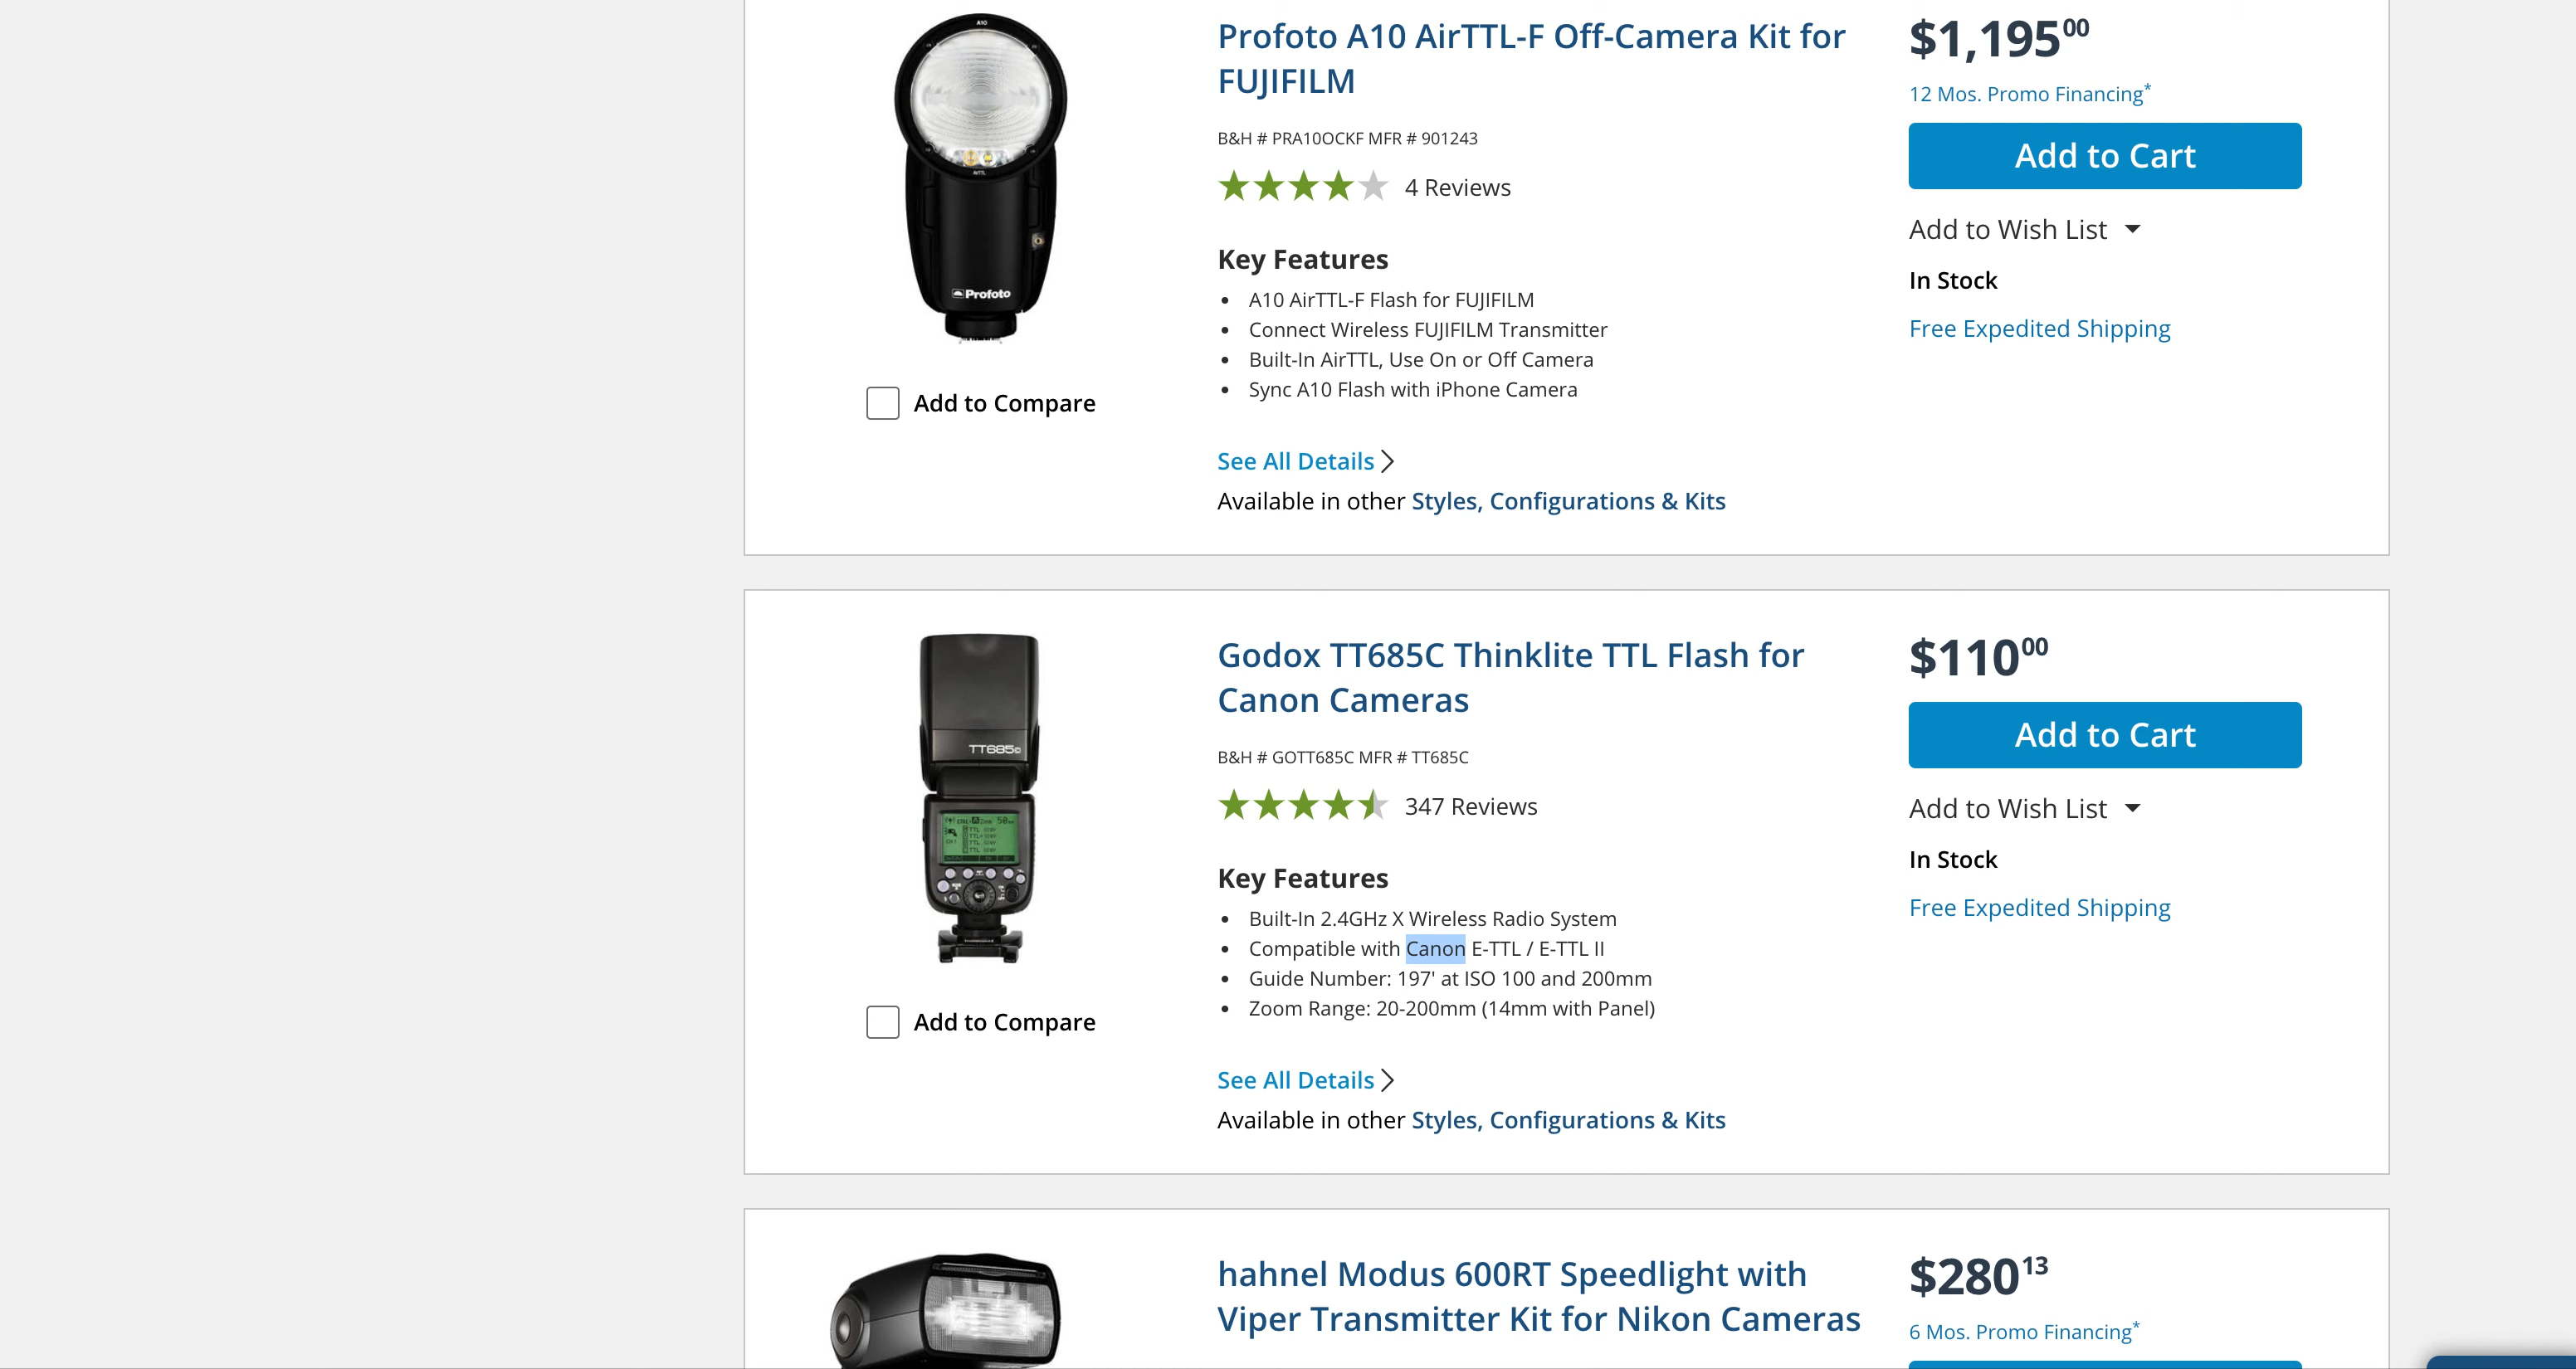 Profoto A10 AirTTL-F Off-Camera Kit for
FUJIFILM
B&H # PRA10OCKF MFR # 901243
4 Reviews
Key Features
A10 AirTTL-F Flash for FUJIFILM
Connect Wireless FUJIFILM Transmitter
Built-In AirTTL, Use On or Off Camera
Sync A10 Flash with iPhone Camera
See All Details
Available in other Styles, Configurations & Kits
A10
AirTTL
Profoto
Add to Compare
$1,195.00
12 Mos. Promo Financing*
Add to Cart
Add to Wish List
In Stock
Free Expedited Shipping
Godox TT685C Thinklite TTL Flash for
Canon Cameras
B&H # GOTT685C MFR # TT685C
347 Reviews
Key Features
Built-In 2.4GHz X Wireless Radio System
Compatible with Canon E-TTL / E-TTL II
Guide Number: 197' at ISO 100 and 200mm
Zoom Range: 20-200mm (14mm with Panel)
See All Details
Available in other Styles, Configurations & Kits
TT685C
Add to Compare
$110.00
Add to Cart
Add to Wish List
In Stock
Free Expedited Shipping
hahnel Modus 600RT Speedlight with
Viper Transmitter Kit for Nikon Cameras
$280.13
6 Mos. Promo Financing*